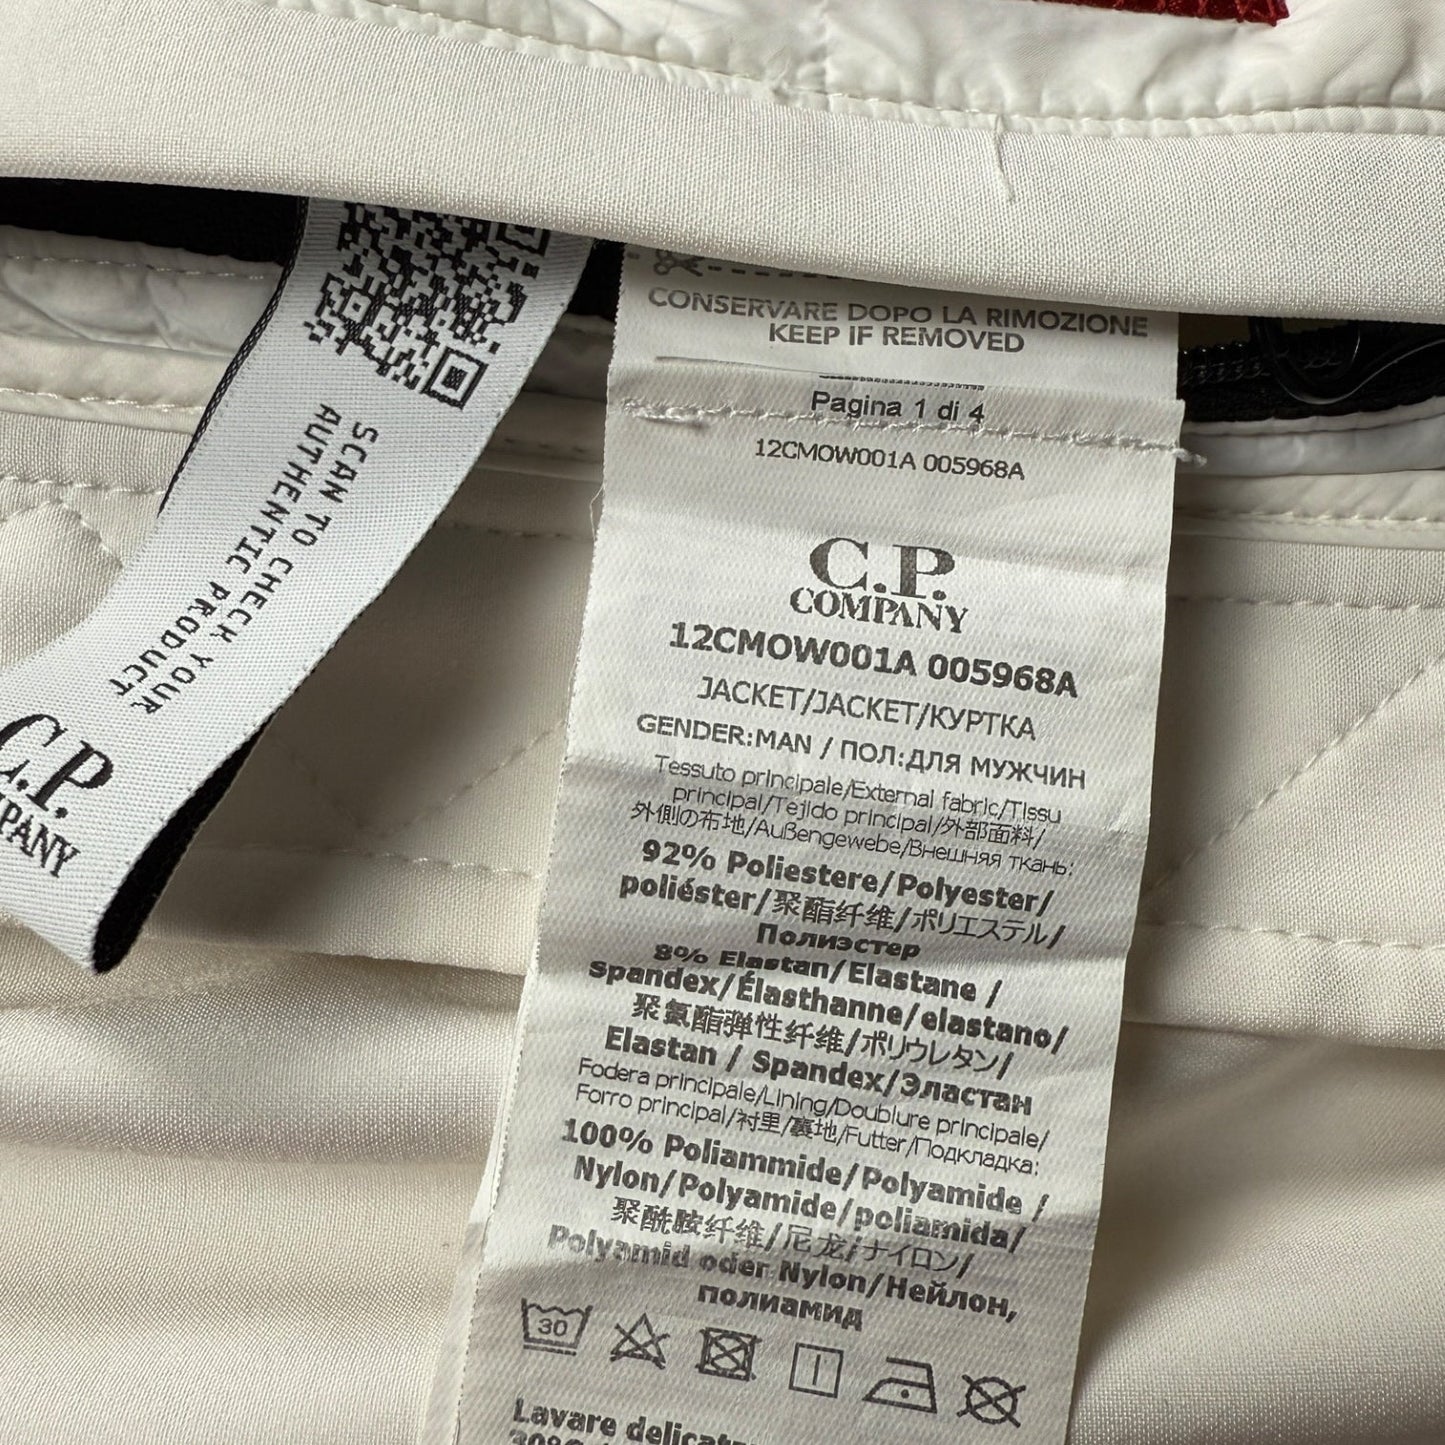 SCAN TO CHECK YOUR
AUTHENTIC PRODUCT
C.P.
COMPANY
CONSERVARE DOPO LA RIMOZIONE
KEEP IF REMOVED
Pagina 1 di 4
12CMOW001A 005968A
C.P.
COMPANY
12CMOW001A 005968A
JACKET/JACKET/КУРТКА
GENDER:MAN / ПОЛ:ДЛЯ МУЖЧИН
Tessuto principale/External fabric/Tissu
principal/Tejido principal/外部面料/
外側の布地/Außengewebe/Внешняя ткань:
92% Poliestere/Polyester/
poliéster/聚酯纤维/ポリエステル/
Полиэстер
8% Elastan/Elastane /
spandex/Élasthanne/elastano/
聚氨酯弹性纤维/ポリウレタン/
Elastan / Spandex/Эластан
Fodera principale/Lining/Doublure principale/
Forro principal/衬里/裏地/Futter/Подкладка:
100% Poliammide/Polyamide /
Nylon/Polyamide/poliamida/
聚酰胺纤维/尼龙/ナイロン/
Polyamid oder Nylon/Нейлон,
полиамид
30
Lavare